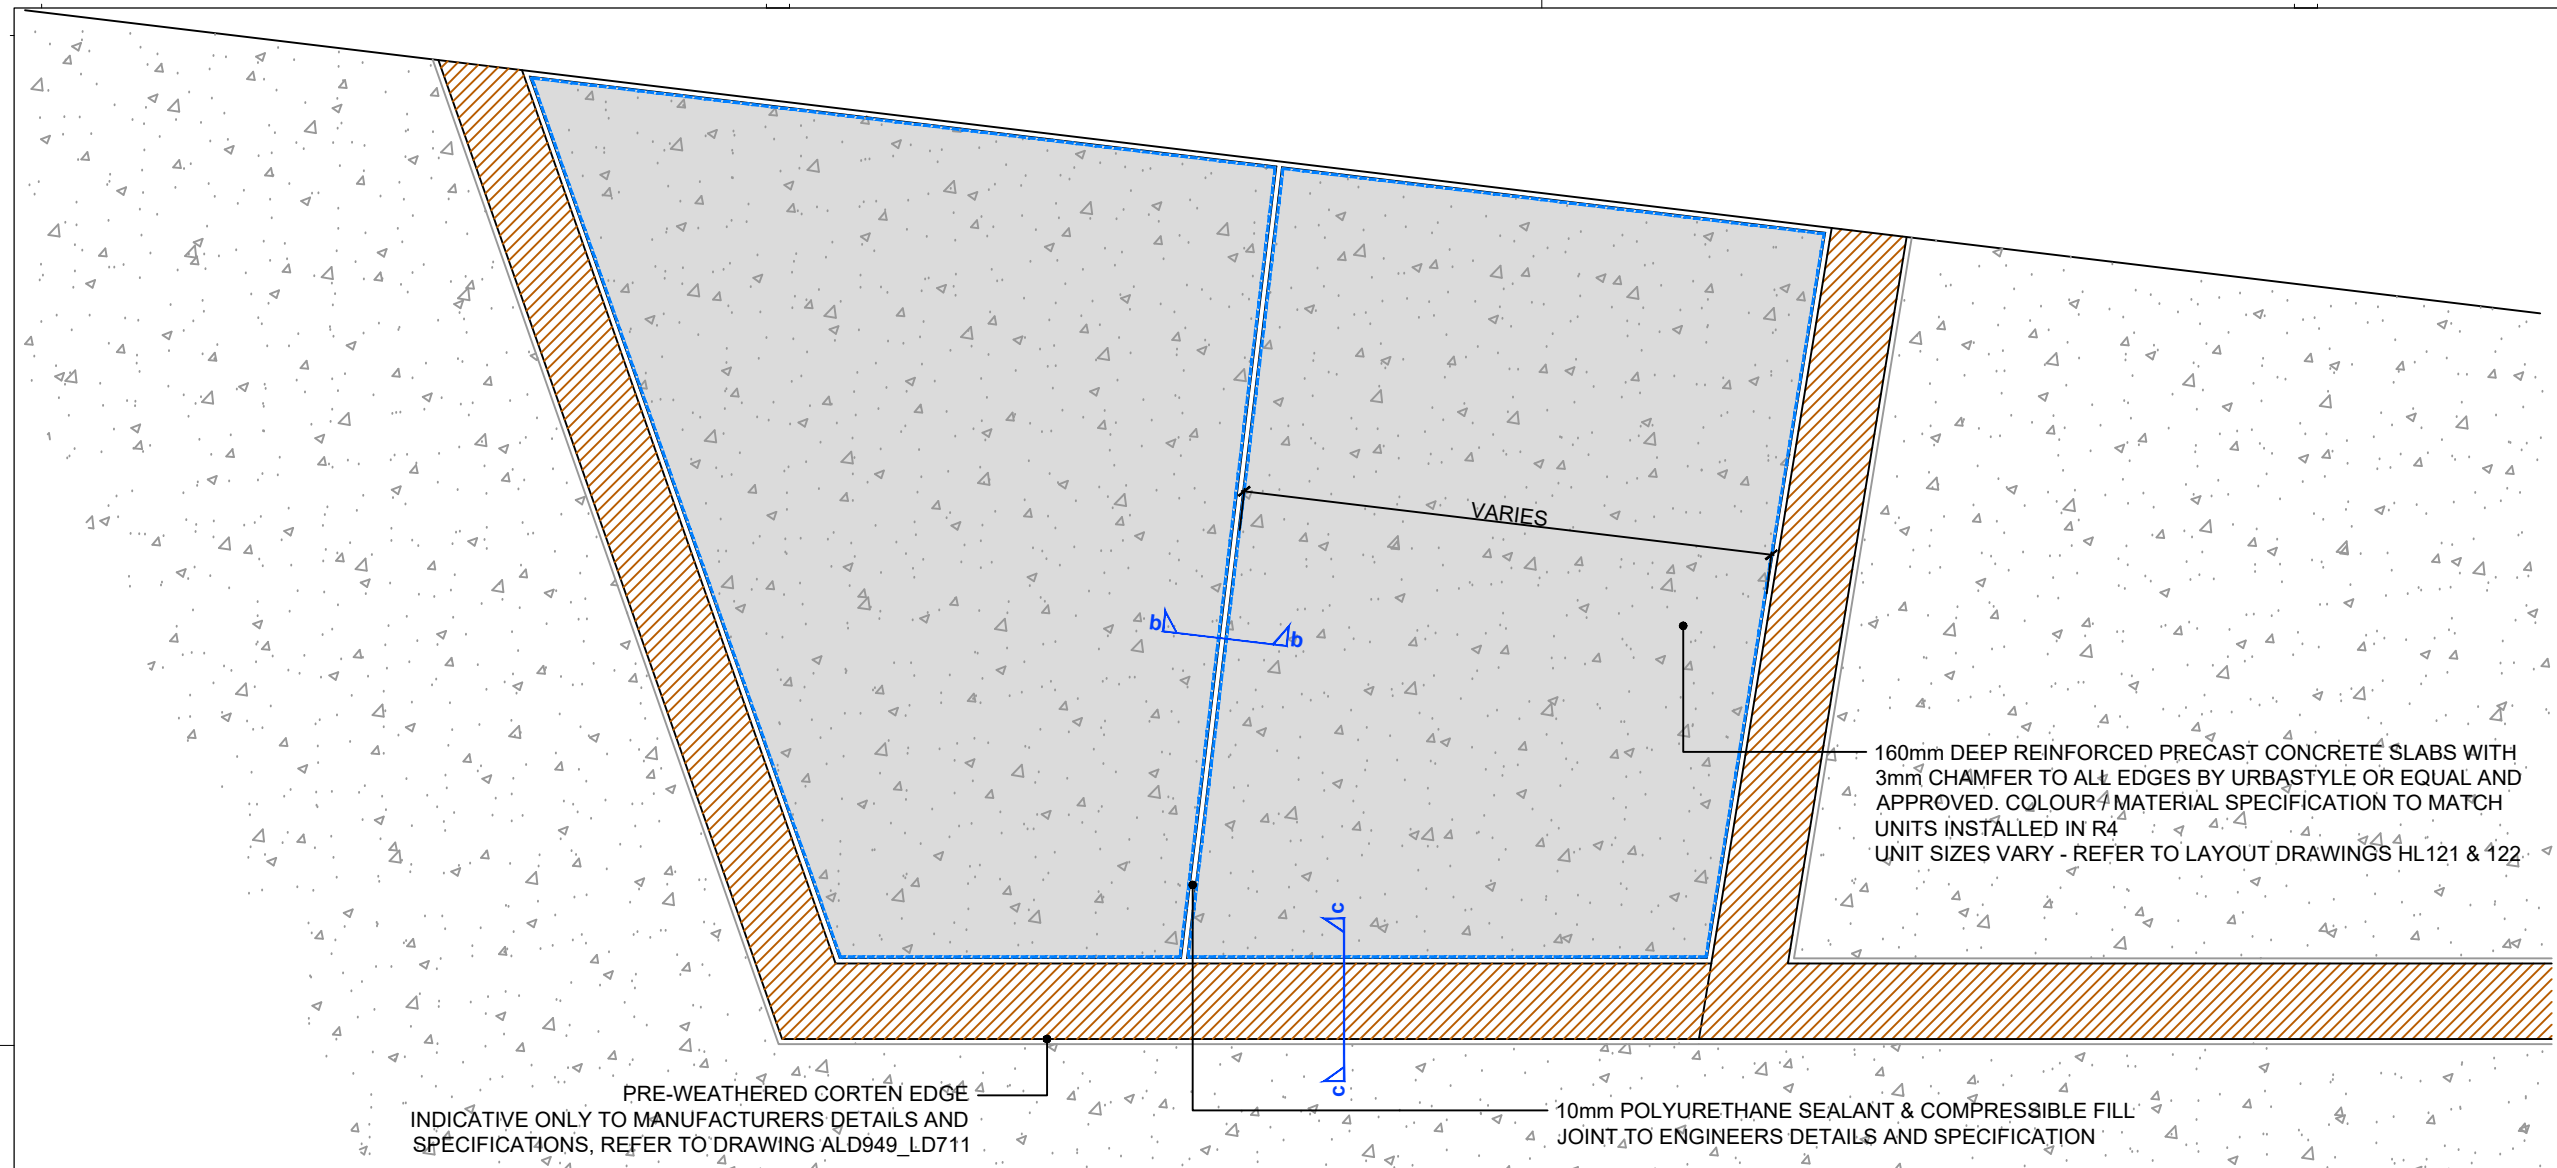 VARIES
b
b
160mm DEEP REINFORCED PRECAST CONCRETE SLABS WITH
3mm CHAMFER TO ALL EDGES BY URBASTYLE OR EQUAL AND
APPROVED. COLOUR / MATERIAL SPECIFICATION TO MATCH
UNITS INSTALLED IN R4
UNIT SIZES VARY - REFER TO LAYOUT DRAWINGS HL121 & 122
c
c
PRE-WEATHERED CORTEN EDGE
INDICATIVE ONLY TO MANUFACTURERS DETAILS AND
SPECIFICATIONS, REFER TO DRAWING ALD949_LD711
10mm POLYURETHANE SEALANT & COMPRESSIBLE FILL
JOINT TO ENGINEERS DETAILS AND SPECIFICATION